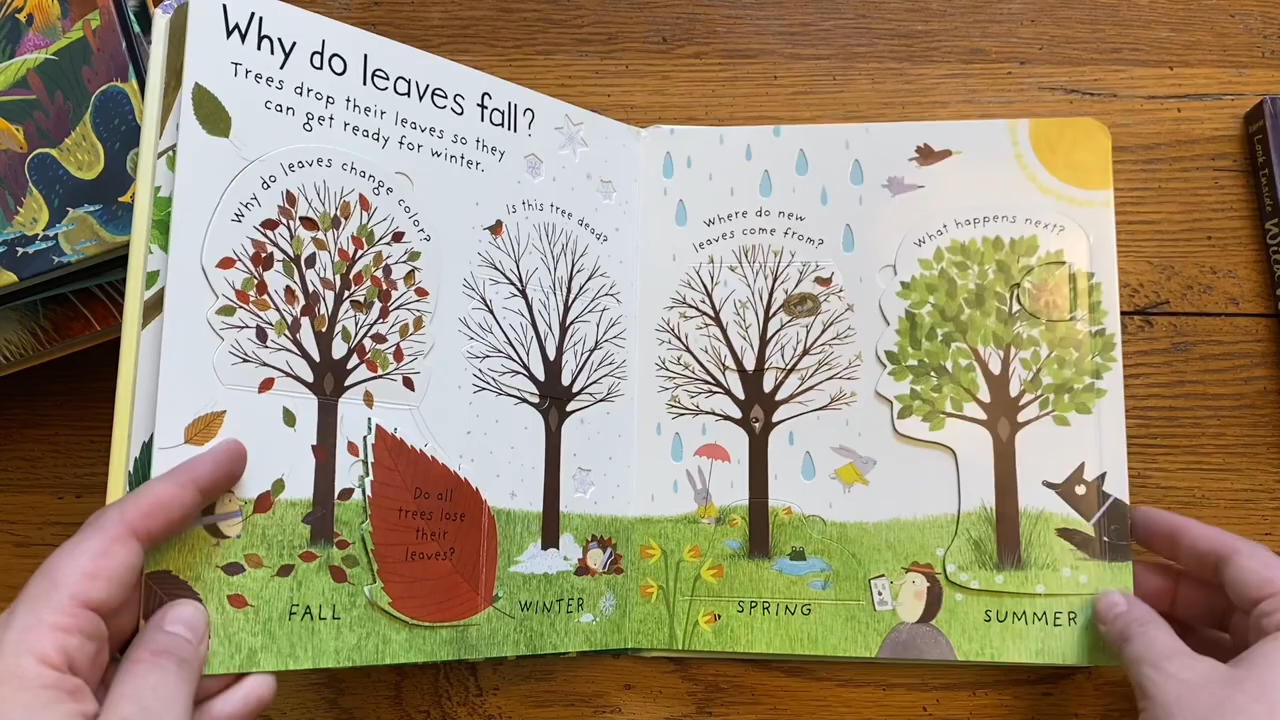 Why do leaves fall?
Trees drop their leaves so they
can get ready for winter.
Why do leaves change color?
Is this tree dead?
Where do new
leaves come from?
What happens next?
Do all
trees lose
their
leaves?
FALL
WINTER
SPRING
SUMMER
Look Inside